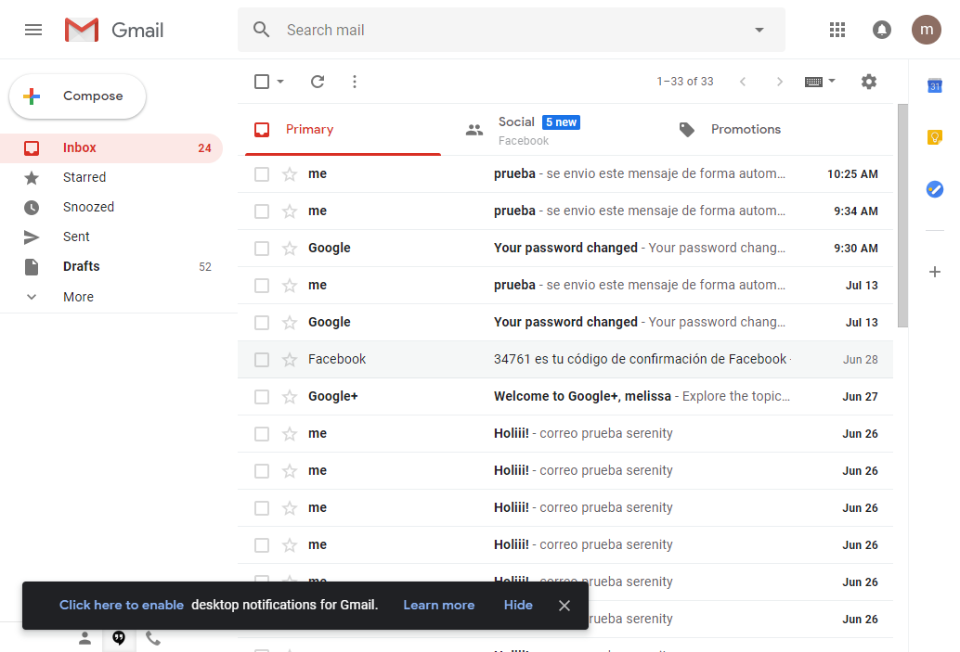 Gmail
Search mail
m
Compose
1–33 of 33
31
Primary
Social 5 new
Facebook
Promotions
Inbox 24
Starred
Snoozed
Sent
Drafts 52
More
me prueba - se envio este mensaje de forma autom... 10:25 AM
me prueba - se envio este mensaje de forma autom... 9:34 AM
Google Your password changed - Your password chang... 9:30 AM
me prueba - se envio este mensaje de forma autom... Jul 13
Google Your password changed - Your password chang... Jul 13
Facebook 34761 es tu código de confirmación de Facebook - Jun 28
Google+ Welcome to Google+, melissa - Explore the topic... Jun 27
me Holiii! - correo prueba serenity Jun 26
me Holiii! - correo prueba serenity Jun 26
me Holiii! - correo prueba serenity Jun 26
me Holiii! - correo prueba serenity Jun 26
me Holiii! - correo prueba serenity Jun 26
Click here to enable desktop notifications for Gmail. Learn more Hide
rueba serenity Jun 26